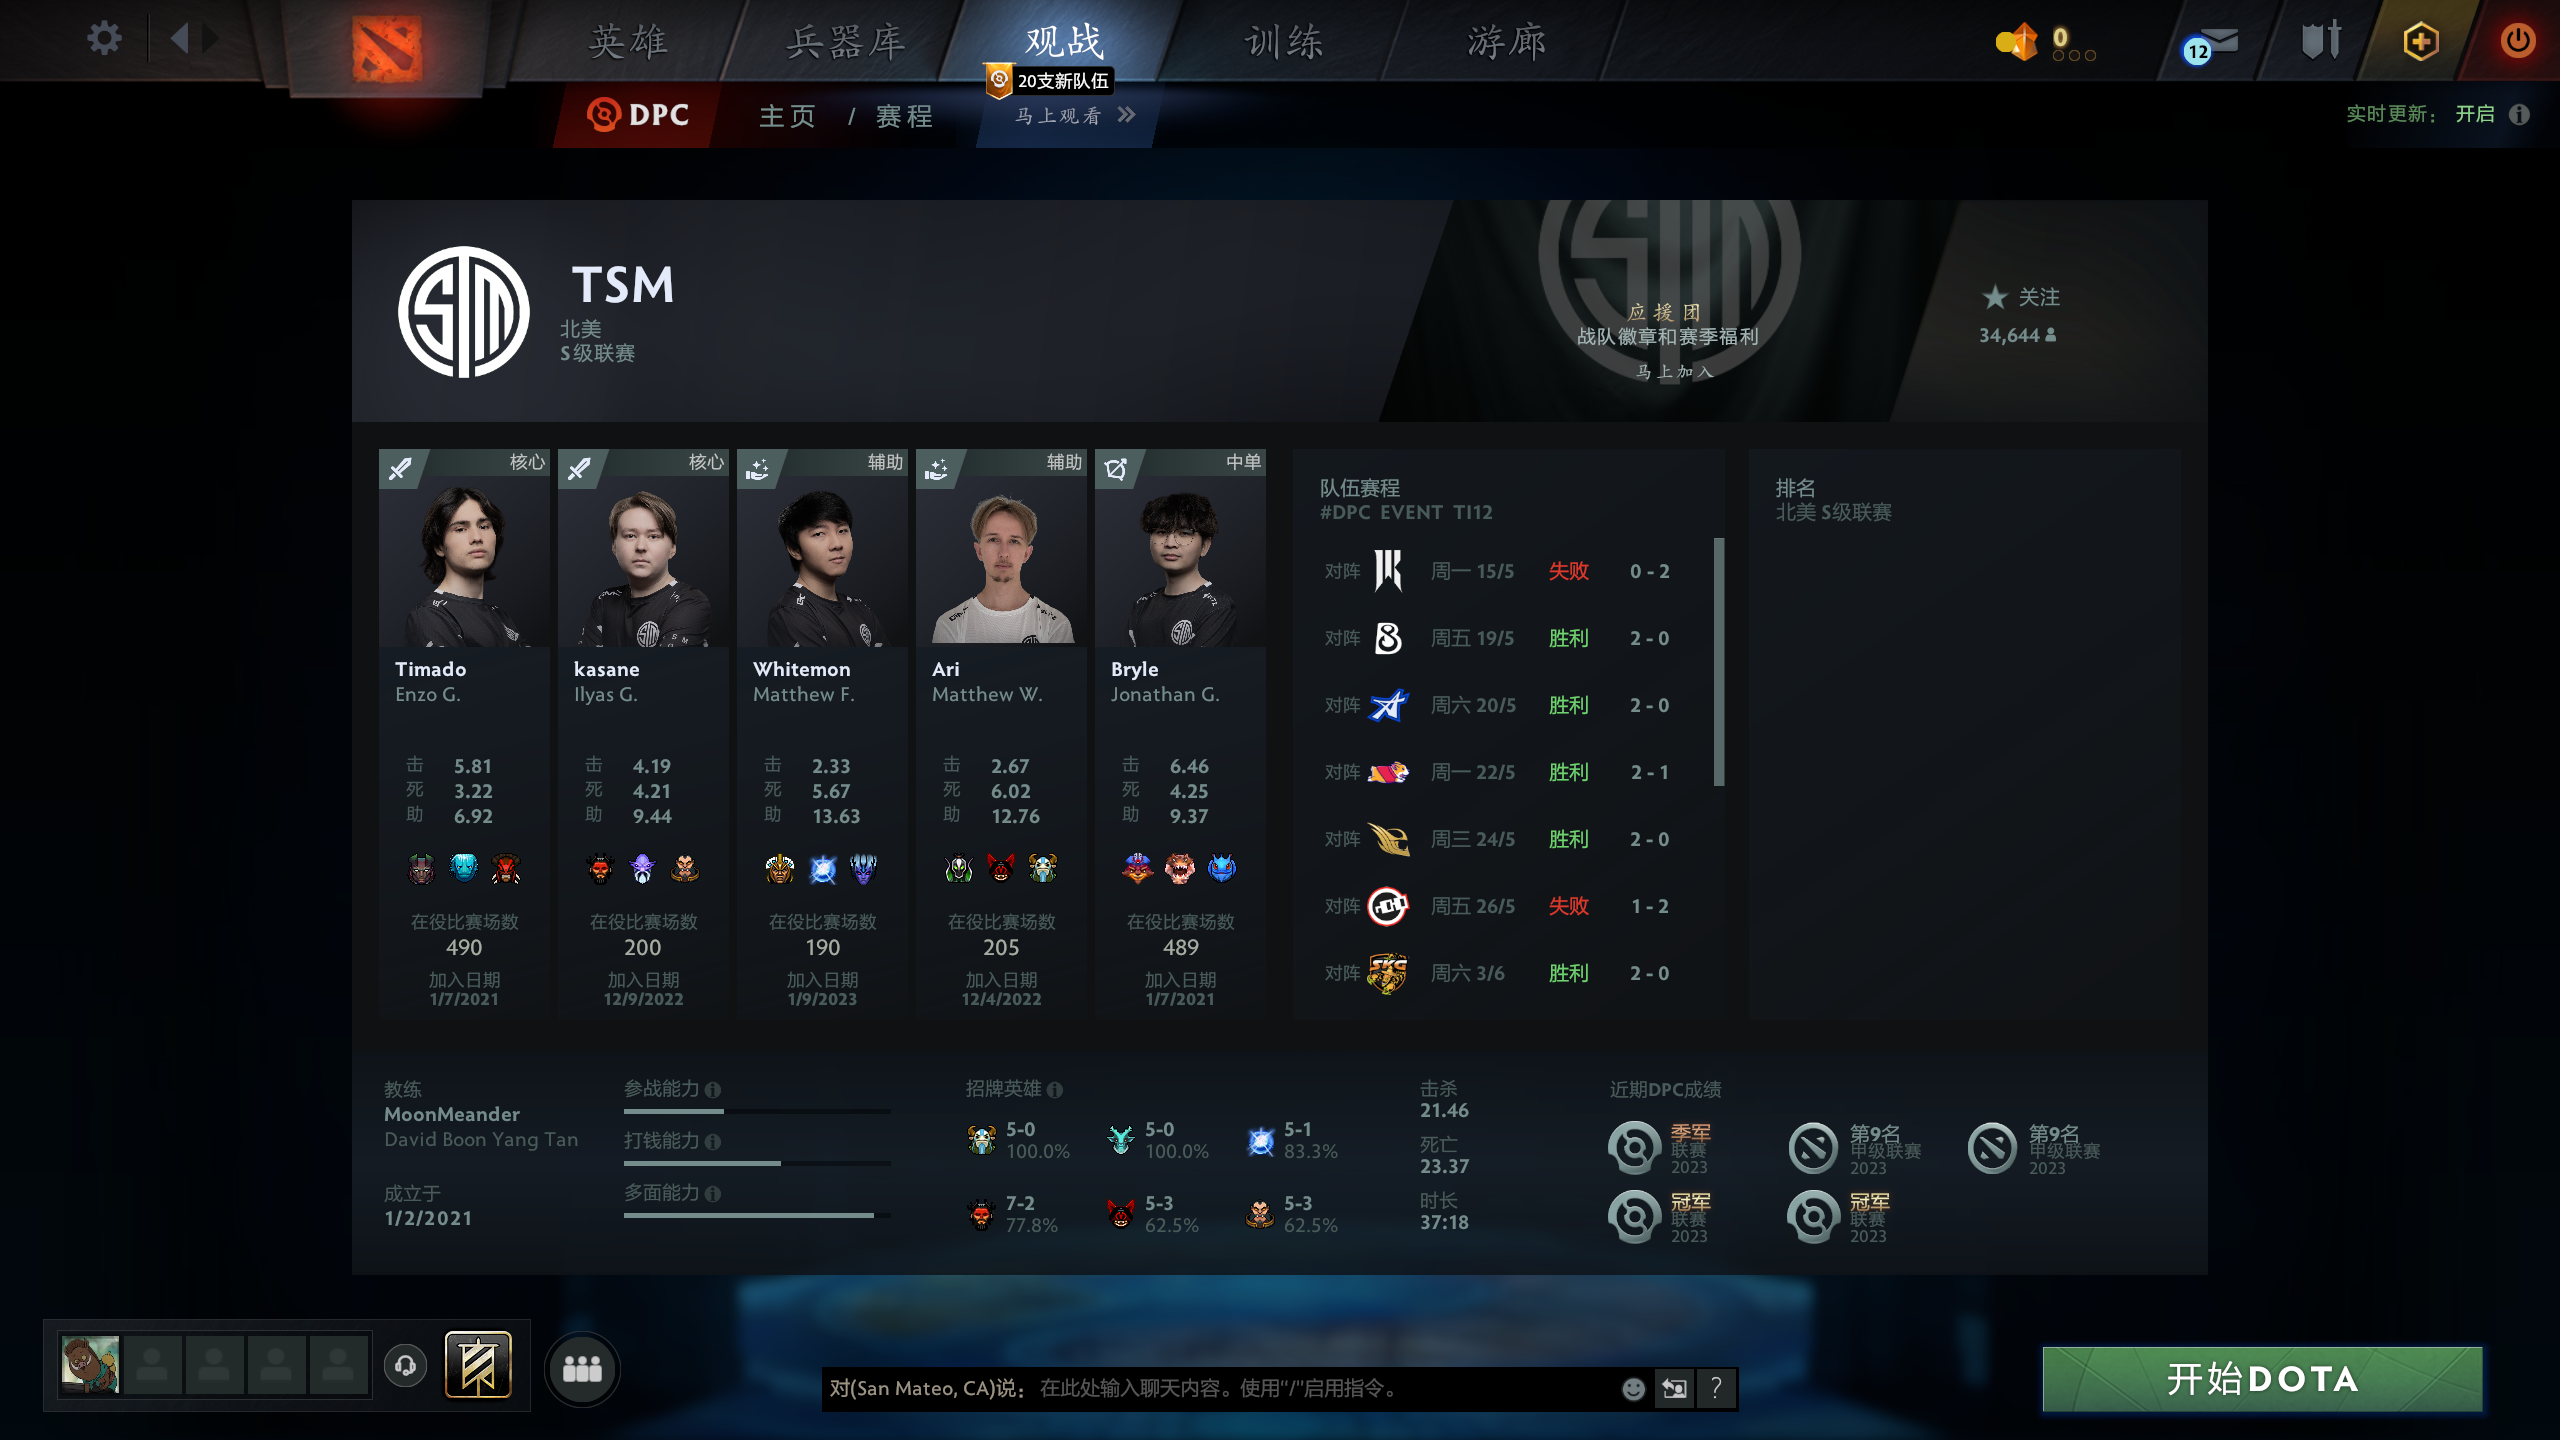 英雄
兵器库
观战
训练
游廊
0
12
20支新队伍
DPC
主页 / 赛程
马上观看
实时更新： 开启
TSM
北美
S级联赛
应援团
战队徽章和赛季福利
马上加入
关注
34,644
核心
Timado
Enzo G.
击 5.81
死 3.22
助 6.92
在役比赛场数
490
加入日期
1/7/2021
核心
kasane
Ilyas G.
击 4.19
死 4.21
助 9.44
在役比赛场数
200
加入日期
12/9/2022
辅助
Whitemon
Matthew F.
击 2.33
死 5.67
助 13.63
在役比赛场数
190
加入日期
1/9/2023
辅助
Ari
Matthew W.
击 2.67
死 6.02
助 12.76
在役比赛场数
205
加入日期
12/4/2022
中单
Bryle
Jonathan G.
击 6.46
死 4.25
助 9.37
在役比赛场数
489
加入日期
1/7/2021
队伍赛程
#DPC EVENT TI12
对阵 周一 15/5 失败 0 - 2
对阵 周五 19/5 胜利 2 - 0
对阵 周六 20/5 胜利 2 - 0
对阵 周一 22/5 胜利 2 - 1
对阵 周三 24/5 胜利 2 - 0
对阵 周五 26/5 失败 1 - 2
对阵 SKG 周六 3/6 胜利 2 - 0
排名
北美 S级联赛
教练
MoonMeander
David Boon Yang Tan
成立于
1/2/2021
参战能力
打钱能力
多面能力
招牌英雄
5-0
100.0%
5-0
100.0%
5-1
83.3%
7-2
77.8%
5-3
62.5%
5-3
62.5%
击杀
21.46
死亡
23.37
时长
37:18
近期DPC成绩
季军
联赛
2023
第9名
甲级联赛
2023
第9名
甲级联赛
2023
冠军
联赛
2023
冠军
联赛
2023
对(San Mateo, CA)说： 在此处输入聊天内容。使用“/”启用指令。
?
开始DOTA